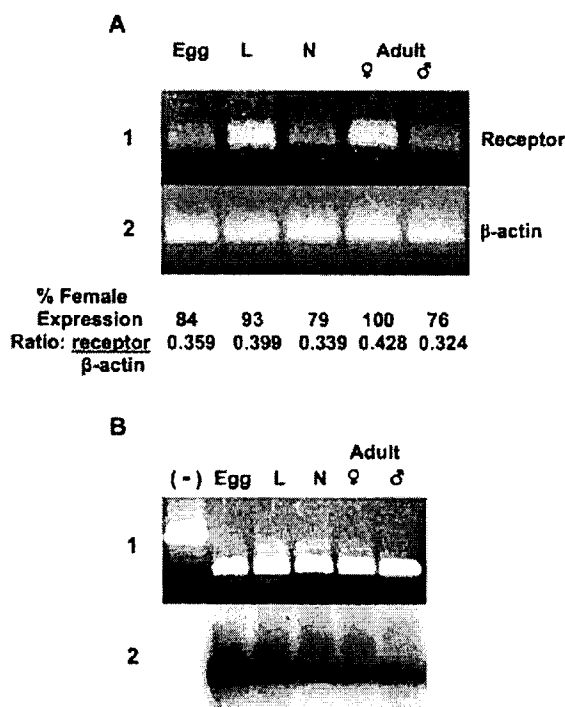 A
Egg L N Adult
♀ ♂
1 Receptor
2 β-actin
% Female
Expression 84 93 79 100 76
Ratio: receptor 0.359 0.399 0.339 0.428 0.324
β-actin
B
Adult
(-) Egg L N ♀ ♂
1
2